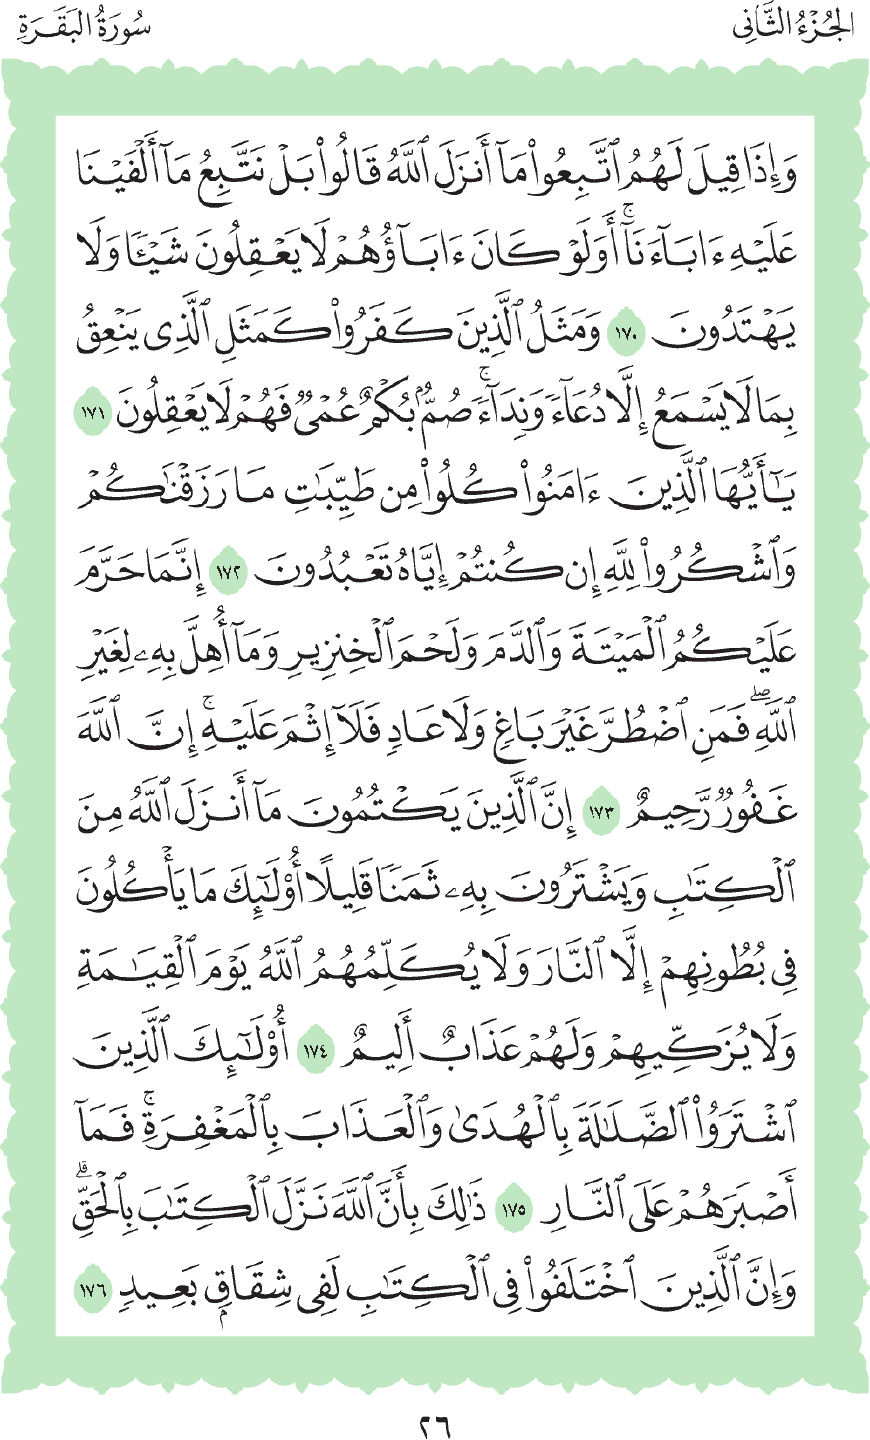 الجُزْءُ الثَّانِي
سُورَةُ البَقَرَةِ
وَإِذَا قِيلَ لَهُمُ ٱتَّبِعُوا۟ مَآ أَنزَلَ ٱللَّهُ قَالُوا۟ بَلْ نَتَّبِعُ مَآ أَلْفَيْنَا
عَلَيْهِ ءَابَآءَنَآ ۚ أَوَلَوْ كَانَ ءَابَآؤُهُمْ لَا يَعْقِلُونَ شَيْـًٔا وَلَا
يَهْتَدُونَ ١٧٠ وَمَثَلُ ٱلَّذِينَ كَفَرُوا۟ كَمَثَلِ ٱلَّذِى يَنْعِقُ
بِمَا لَا يَسْمَعُ إِلَّا دُعَآءً وَنِدَآءً ۚ صُمٌّۢ بُكْمٌ عُمْىٌ فَهُمْ لَا يَعْقِلُونَ ١٧١
يَـٰٓأَيُّهَا ٱلَّذِينَ ءَامَنُوا۟ كُلُوا۟ مِن طَيِّبَـٰتِ مَا رَزَقْنَـٰكُمْ
وَٱشْكُرُوا۟ لِلَّهِ إِن كُنتُمْ إِيَّاهُ تَعْبُدُونَ ١٧٢ إِنَّمَا حَرَّمَ
عَلَيْكُمُ ٱلْمَيْتَةَ وَٱلدَّمَ وَلَحْمَ ٱلْخِنزِيرِ وَمَآ أُهِلَّ بِهِۦ لِغَيْرِ
ٱللَّهِ ۖ فَمَنِ ٱضْطُرَّ غَيْرَ بَاغٍ وَلَا عَادٍ فَلَآ إِثْمَ عَلَيْهِ ۚ إِنَّ ٱللَّهَ
غَفُورٌ رَّحِيمٌ ١٧٣ إِنَّ ٱلَّذِينَ يَكْتُمُونَ مَآ أَنزَلَ ٱللَّهُ مِنَ
ٱلْكِتَـٰبِ وَيَشْتَرُونَ بِهِۦ ثَمَنًا قَلِيلًا أُو۟لَـٰٓئِكَ مَا يَأْكُلُونَ
فِى بُطُونِهِمْ إِلَّا ٱلنَّارَ وَلَا يُكَلِّمُهُمُ ٱللَّهُ يَوْمَ ٱلْقِيَـٰمَةِ
وَلَا يُزَكِّيهِمْ وَلَهُمْ عَذَابٌ أَلِيمٌ ١٧٤ أُو۟لَـٰٓئِكَ ٱلَّذِينَ
ٱشْتَرَوُا۟ ٱلضَّلَـٰلَةَ بِٱلْهُدَىٰ وَٱلْعَذَابَ بِٱلْمَغْفِرَةِ ۚ فَمَآ
أَصْبَرَهُمْ عَلَى ٱلنَّارِ ١٧٥ ذَٰلِكَ بِأَنَّ ٱللَّهَ نَزَّلَ ٱلْكِتَـٰبَ بِٱلْحَقِّ ۗ
وَإِنَّ ٱلَّذِينَ ٱخْتَلَفُوا۟ فِى ٱلْكِتَـٰبِ لَفِى شِقَاقٍۭ بَعِيدٍ ١٧٦
٢٦